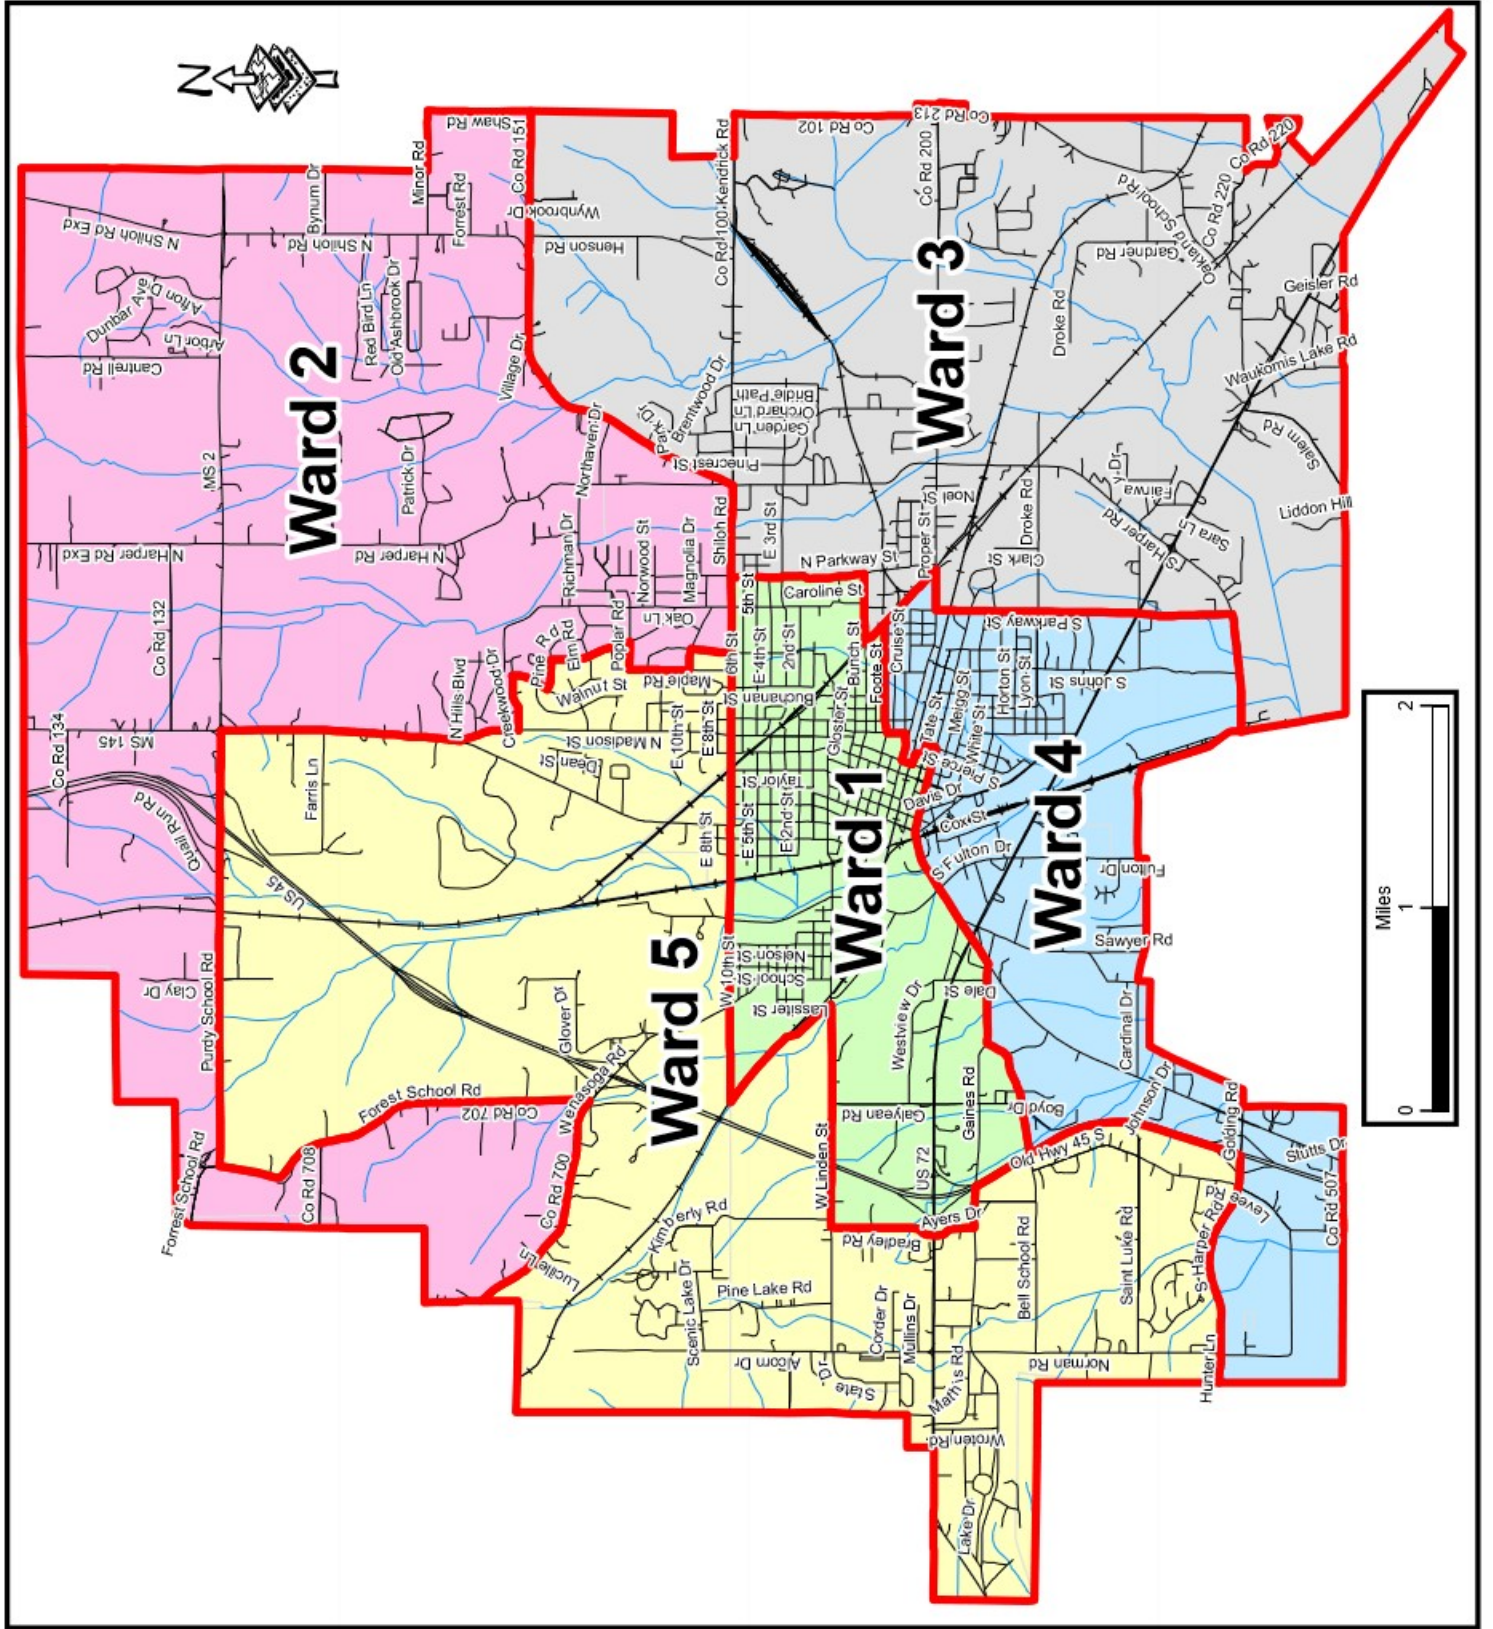 N
Ward 2
Ward 3
Ward 1
Ward 4
Ward 5
Miles
0
1
2
Shaw Rd
Co Rd 151
Minor Rd
Forrest Rd
Bynum Dr
N Shiloh Rd
N Shiloh Rd Exd
Dunbar Ave
Afton Dr
Arbor Ln
Cantrell Rd
Red Bird Ln
Old Ashbrook Dr
Village Dr
MS 2
Patrick Dr
Northaven Dr
N Harper Rd Exd
N Harper Rd
Richman Dr
Norwood St
Magnolia Dr
Shiloh Rd
Co Rd 132
Oak Ln
Poplar Rd
Elm Rd
Pine Rd
N Hills Blvd
Creekwood Dr
Co Rd 134
MS 145
Quail Run Rd
Clay Dr
Purdy School Rd
Forrest School Rd
Co Rd 708
Forest School Rd
Co Rd 702
Co Rd 700
Lucille Ln
Wynbrook Dr
Henson Rd
Co Rd 100-Kendrick Rd
Co Rd 102
Co Rd 213
Co Rd 200
Co Rd 220
Co Rd 220
Oakland School Rd
Gardner Rd
Geisler Rd
Waukomis Lake Rd
Droke Rd
Droke Rd
Brentwood Dr
Park Dr
Pinecrest St
Bridle Path
Orchard Ln
Garden Ln
Salem Rd
Liddon Hill
Sara Ln
S Harper Rd
Fairwa
y Dr
Noel St
Proper St
Clark St
E 3rd St
N Parkway St
Caroline St
5th St
6th St
E 4th St
2nd St
Bunch St
Foote St
Cruise St
Buchanan St
Gloster St
Taylor St
E 5th St
E 2nd St
Nelson St
School St
Lassiter St
Westview Dr
Dale St
Galyean Rd
Gaines Rd
Boyd Dr
US 72
W Linden St
Ayers Dr
S Parkway St
S Johns St
Horton St
Lyon St
Meigg St
White St
Tate St
S Pierce St
Davis Dr
Cox St
S Fulton Dr
Fulton Dr
Sawyer Rd
Cardinal Dr
Johnson Dr
Golding Rd
Stutts Dr
Co Rd 507
Levee Rd
Old Hwy 45 S
Walnut St
Maple Rd
N Madison St
E 10th St
E 8th St
Dean St
Farris Ln
E 8th St
US 45
W 10th St
Glover Dr
Wenasoga Rd
Kimberly Rd
Scenic Lake Dr
Pine Lake Rd
Alcorn Dr
Bradley Rd
Corder Dr
Mullins Dr
State
Dr
Mathis Rd
Wroten Rd
Lake Dr
Bell School Rd
Saint Luke Rd
S Harper Rd
Norman Rd
Hunter Ln